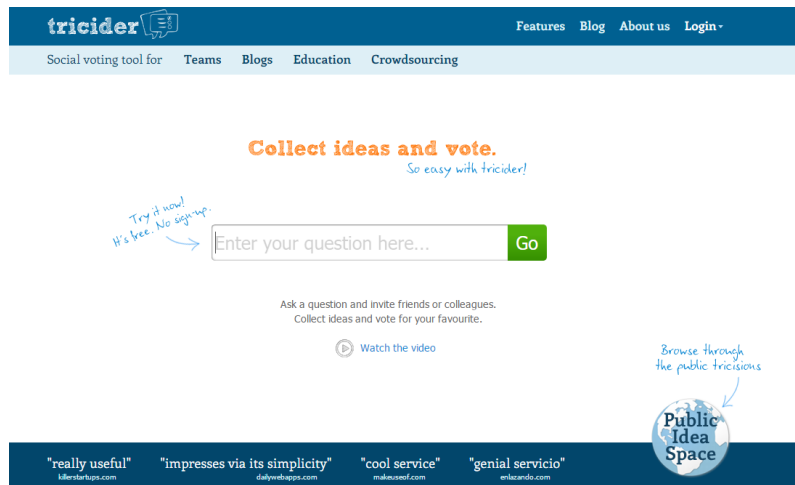 tricider
Features Blog About us Login
Social voting tool for Teams Blogs Education Crowdsourcing
Collect ideas and vote.
So easy with tricider!
Try it now!
It's free. No sign-up.
Enter your question here... Go
Ask a question and invite friends or colleagues.
Collect ideas and vote for your favourite.
Watch the video
Browse through
the public tricisions
Public
Idea
Space
"really useful" "impresses via its simplicity" "cool service" "genial servicio"
killerstartups.com dailywebapps.com makeuseof.com enlazando.com